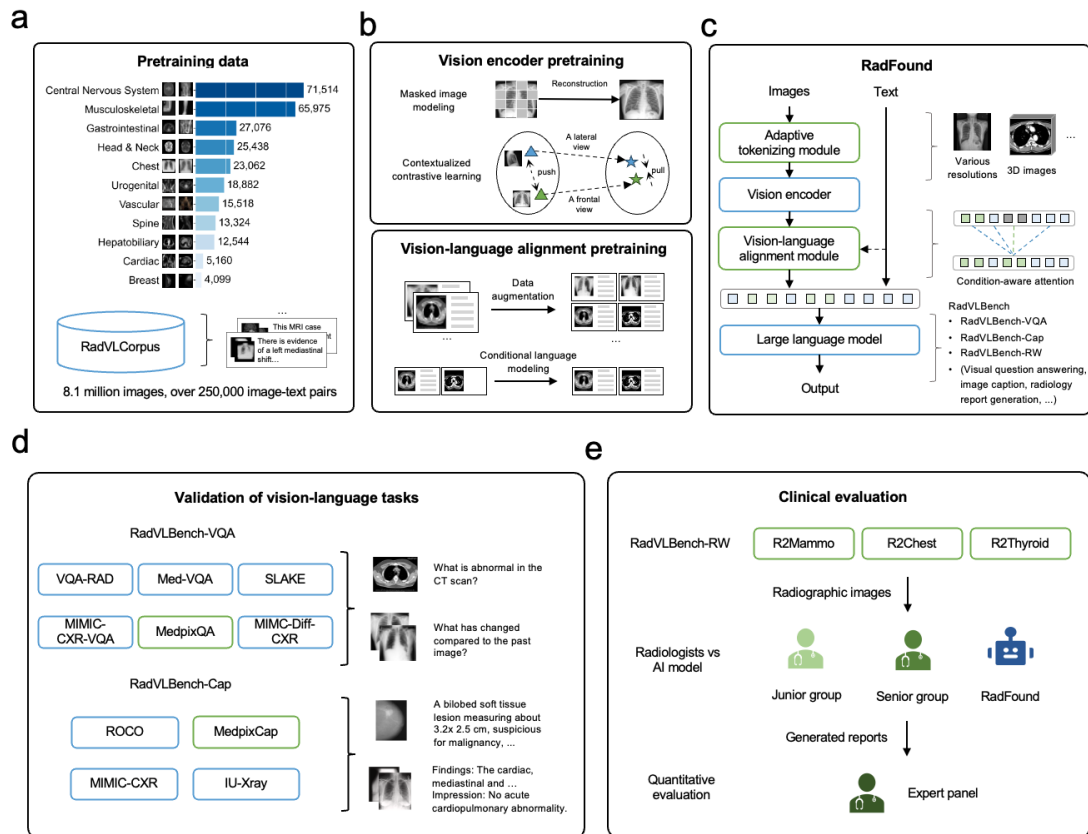 a
Pretraining data
Central Nervous System 71,514
Musculoskeletal 65,975
Gastrointestinal 27,076
Head & Neck 25,438
Chest 23,062
Urogenital 18,882
Vascular 15,518
Spine 13,324
Hepatobiliary 12,544
Cardiac 5,160
Breast 4,099
RadVLCorpus
...
This MRI case
There is evidence
of a left mediastinal
shift...
8.1 million images, over 250,000 image-text pairs
b
Vision encoder pretraining
Masked image
modeling
Reconstruction
Contextualized
contrastive learning
A lateral
view
push
pull
A frontal
view
Vision-language alignment pretraining
Data
augmentation
...
...
Conditional language
modeling
c
RadFound
Images
Text
Adaptive
tokenizing module
Various
resolutions
3D images
...
Vision encoder
Vision-language
alignment module
Condition-aware attention
Large language model
Output
RadVLBench
• RadVLBench-VQA
• RadVLBench-Cap
• RadVLBench-RW
• (Visual question answering,
image caption, radiology
report generation, ...)
d
Validation of vision-language tasks
RadVLBench-VQA
VQA-RAD
Med-VQA
SLAKE
MIMIC-
CXR-VQA
MedpixQA
MIMC-Diff-
CXR
What is abnormal in the
CT scan?
What has changed
compared to the past
image?
RadVLBench-Cap
ROCO
MedpixCap
MIMIC-CXR
IU-Xray
A bilobed soft tissue
lesion measuring about
3.2x 2.5 cm, suspicious
for malignancy, ...
Findings: The cardiac,
mediastinal and ...
Impression: No acute
cardiopulmonary abnormality.
e
Clinical evaluation
RadVLBench-RW
R2Mammo
R2Chest
R2Thyroid
Radiographic images
Radiologists vs
AI model
Junior group
Senior group
RadFound
Generated reports
Quantitative
evaluation
Expert panel